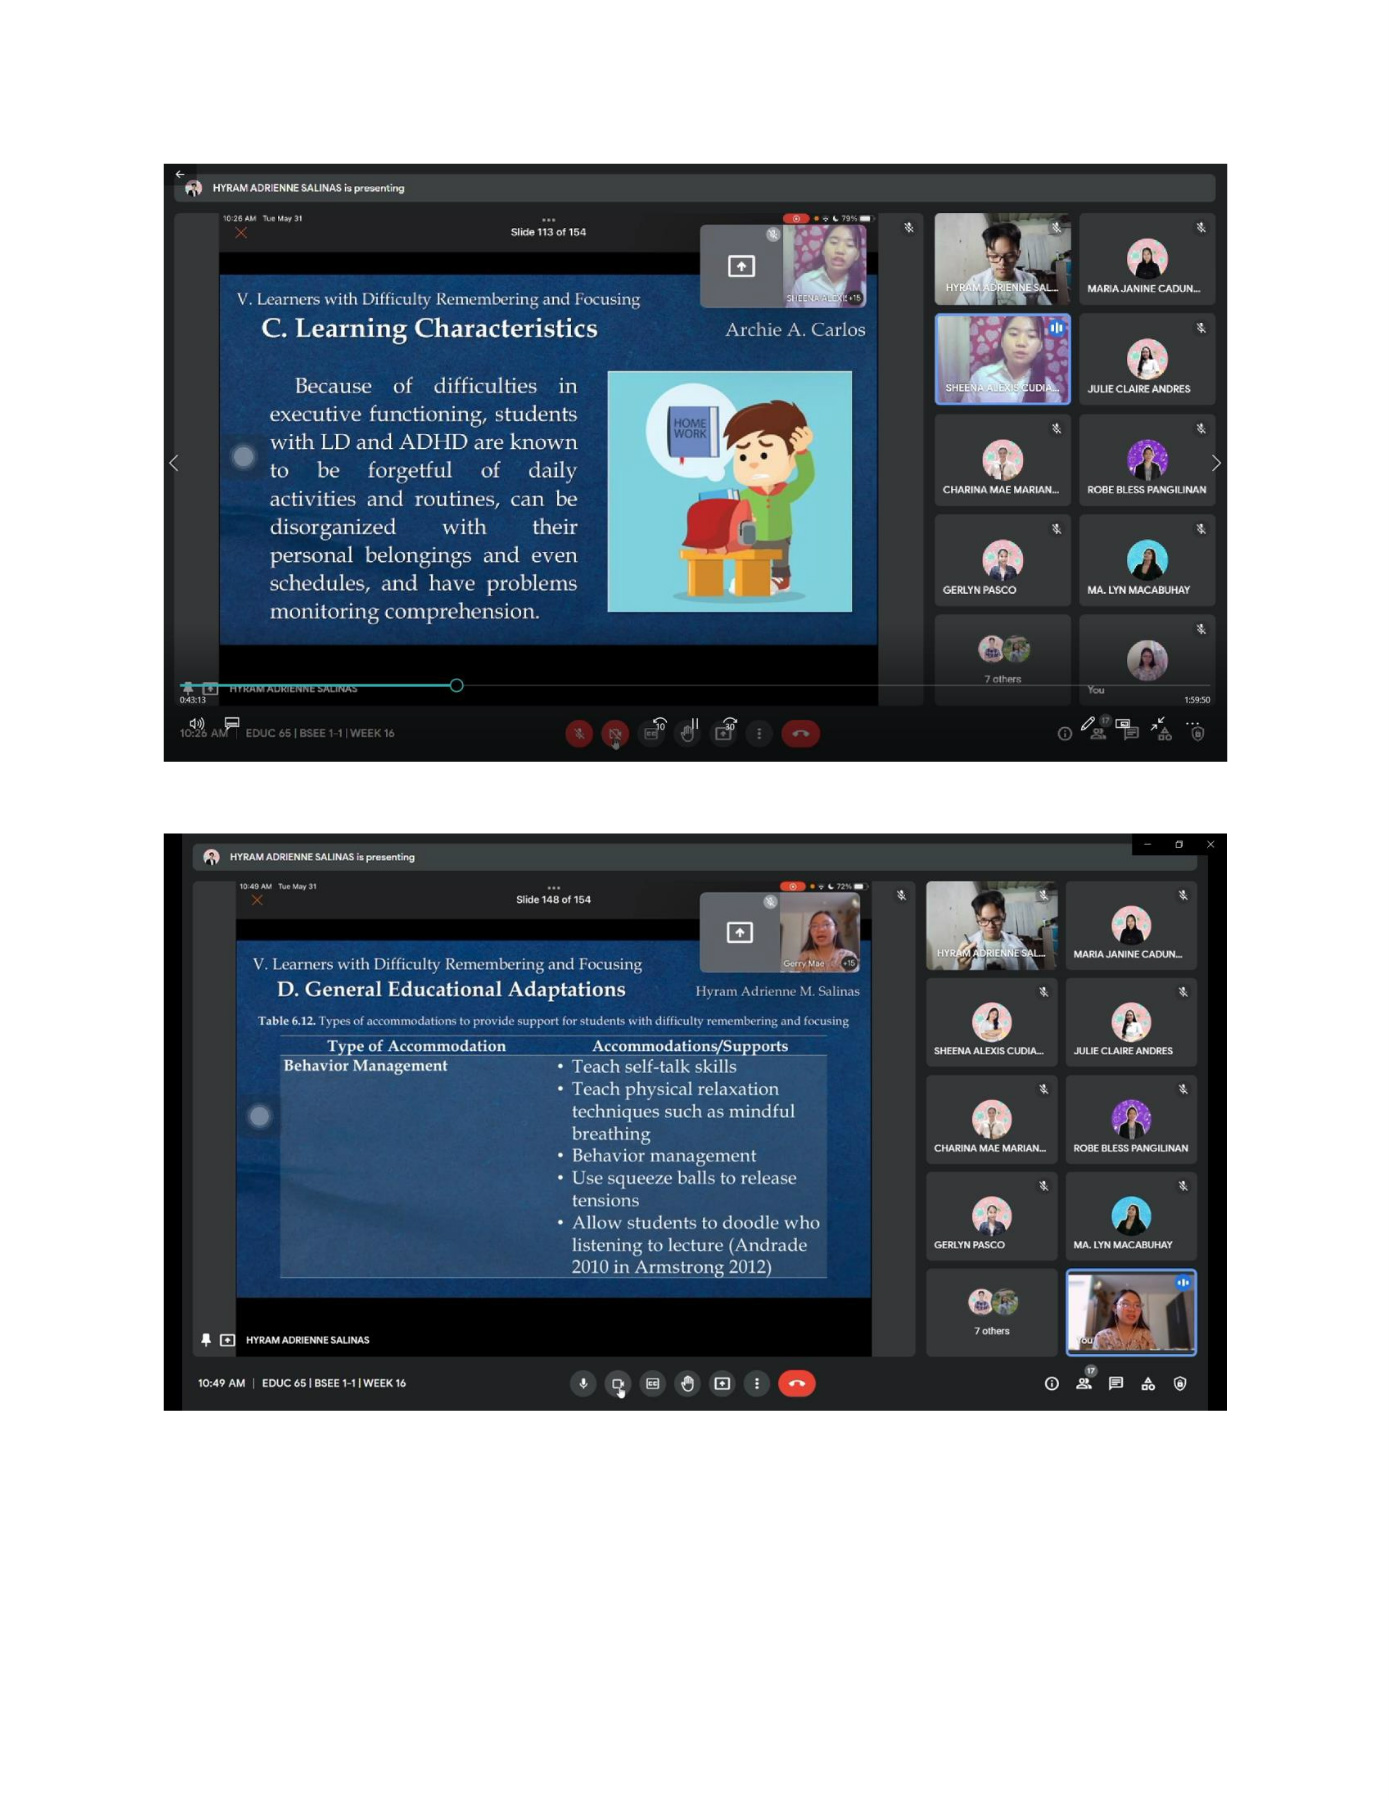 HYRAM ADRIENNE SALINAS is presenting
10:26 AM Tue May 31
79%
Slide 113 of 154
SHEENA ALEXIS +15
V. Learners with Difficulty Remembering and Focusing
C. Learning Characteristics
Archie A. Carlos
Because of difficulties in
executive functioning, students
with LD and ADHD are known
to be forgetful of daily
activities and routines, can be
disorganized with their
personal belongings and even
schedules, and have problems
monitoring comprehension.
HOME
WORK
HYRAM ADRIENNE SAL...
MARIA JANINE CADUN...
SHEENA ALEXIS CUDIA...
JULIE CLAIRE ANDRES
CHARINA MAE MARIAN...
ROBE BLESS PANGILINAN
GERLYN PASCO
MA. LYN MACABUHAY
7 others
You
HYRAM ADRIENNE SALINAS
0:43:13
1:59:50
10:26 AM | EDUC 65 | BSEE 1-1 | WEEK 16
10
30
17
HYRAM ADRIENNE SALINAS is presenting
10:49 AM Tue May 31
72%
Slide 148 of 154
Gerry Mae +15
V. Learners with Difficulty Remembering and Focusing
D. General Educational Adaptations
Hyram Adrienne M. Salinas
Table 6.12. Types of accommodations to provide support for students with difficulty remembering and focusing
Type of Accommodation
Accommodations/Supports
Behavior Management
• Teach self-talk skills
• Teach physical relaxation
techniques such as mindful
breathing
• Behavior management
• Use squeeze balls to release
tensions
• Allow students to doodle who
listening to lecture (Andrade
2010 in Armstrong 2012)
HYRAM ADRIENNE SAL...
MARIA JANINE CADUN...
SHEENA ALEXIS CUDIA...
JULIE CLAIRE ANDRES
CHARINA MAE MARIAN...
ROBE BLESS PANGILINAN
GERLYN PASCO
MA. LYN MACABUHAY
7 others
You
HYRAM ADRIENNE SALINAS
10:49 AM | EDUC 65 | BSEE 1-1 | WEEK 16
17